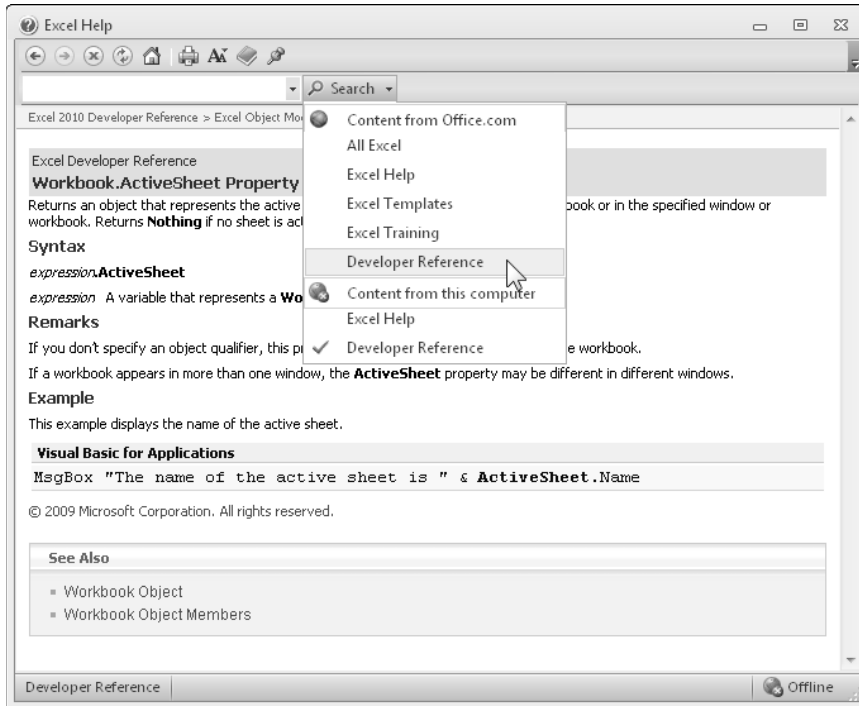 Excel Help
Search
Excel 2010 Developer Reference > Excel Object Mo
Content from Office.com
All Excel
Excel Help
Excel Templates
Excel Training
Developer Reference
Content from this computer
Excel Help
Developer Reference
Excel Developer Reference
Workbook.ActiveSheet Property
Returns an object that represents the active book or in the specified window or
workbook. Returns Nothing if no sheet is act
Syntax
expression.ActiveSheet
expression A variable that represents a Wo
Remarks
If you don't specify an object qualifier, this pr e workbook.
If a workbook appears in more than one window, the ActiveSheet property may be different in different windows.
Example
This example displays the name of the active sheet.
Visual Basic for Applications
MsgBox "The name of the active sheet is " & ActiveSheet.Name
© 2009 Microsoft Corporation. All rights reserved.
See Also
Workbook Object
Workbook Object Members
Developer Reference
Offline